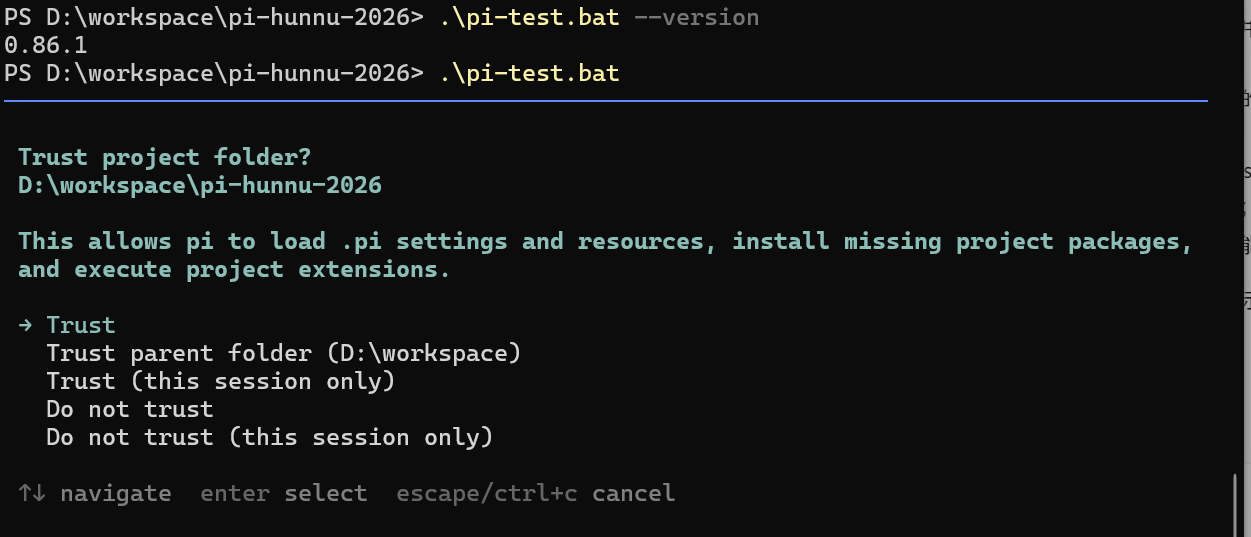 PS D:\workspace\pi-hunnu-2026> .\pi-test.bat --version
0.86.1
PS D:\workspace\pi-hunnu-2026> .\pi-test.bat
Trust project folder?
D:\workspace\pi-hunnu-2026
This allows pi to load .pi settings and resources, install missing project packages,
and execute project extensions.
→ Trust
Trust parent folder (D:\workspace)
Trust (this session only)
Do not trust
Do not trust (this session only)
↑↓ navigate  enter select  escape/ctrl+c cancel